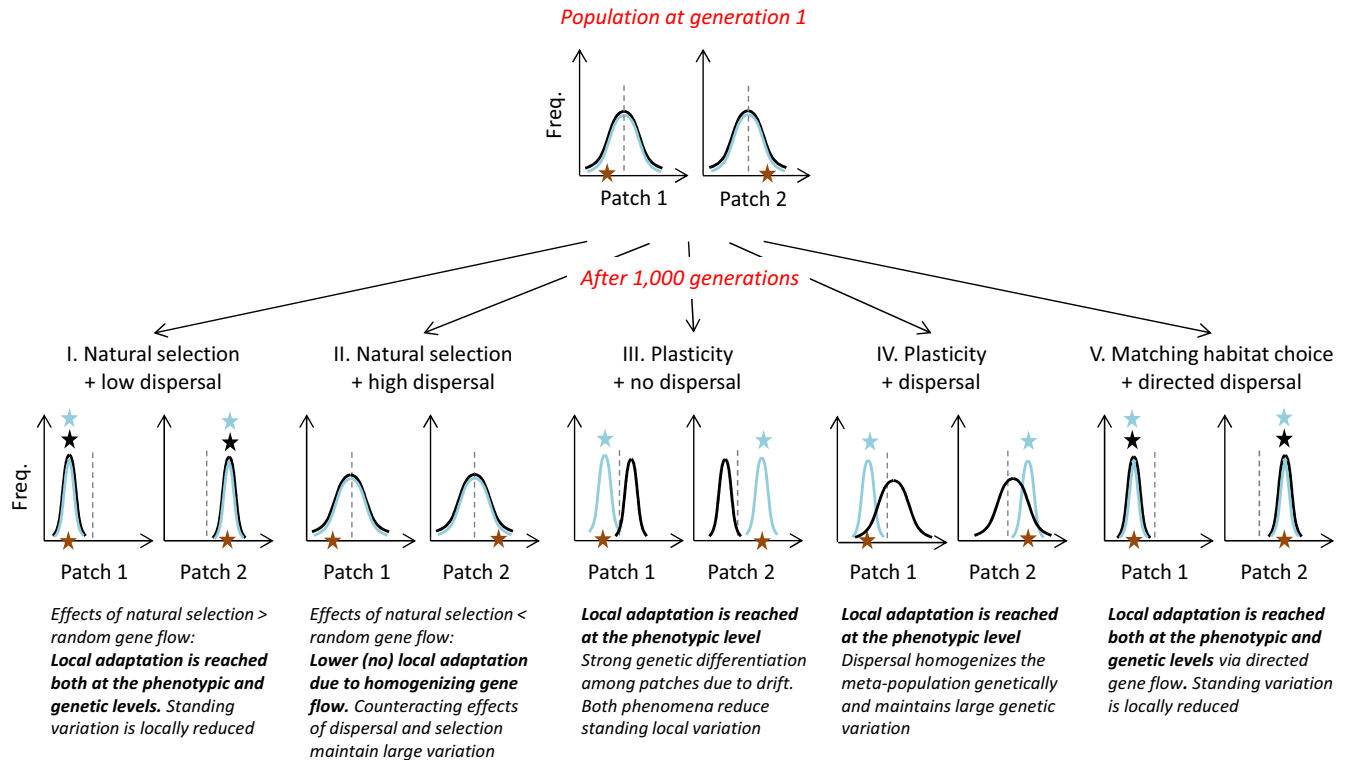 Population at generation 1
Freq.
Patch 1
Patch 2
After 1,000 generations
I. Natural selection
+ low dispersal
II. Natural selection
+ high dispersal
III. Plasticity
+ no dispersal
IV. Plasticity
+ dispersal
V. Matching habitat choice
+ directed dispersal
Freq.
Patch 1
Patch 2
Patch 1
Patch 2
Patch 1
Patch 2
Patch 1
Patch 2
Patch 1
Patch 2
Effects of natural selection >
random gene flow:
Local adaptation is reached
both at the phenotypic and
genetic levels. Standing
variation is locally reduced
Effects of natural selection <
random gene flow:
Lower (no) local adaptation
due to homogenizing gene
flow. Counteracting effects
of dispersal and selection
maintain large variation
Local adaptation is reached
at the phenotypic level
Strong genetic differentiation
among patches due to drift.
Both phenomena reduce
standing local variation
Local adaptation is reached
at the phenotypic level
Dispersal homogenizes the
meta-population genetically
and maintains large genetic
variation
Local adaptation is reached
both at the phenotypic and
genetic levels via directed
gene flow. Standing variation
is locally reduced